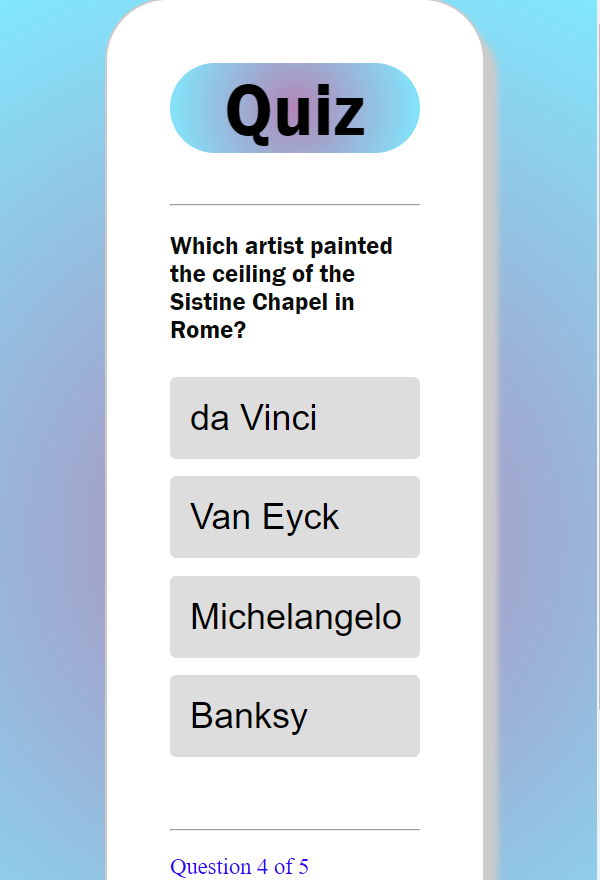 Quiz
Which artist painted
the ceiling of the
Sistine Chapel in
Rome?
da Vinci
Van Eyck
Michelangelo
Banksy
Question 4 of 5